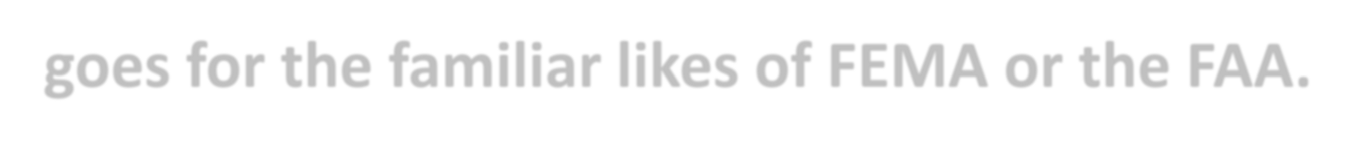 goes for the familiar likes of FEMA or the FAA.